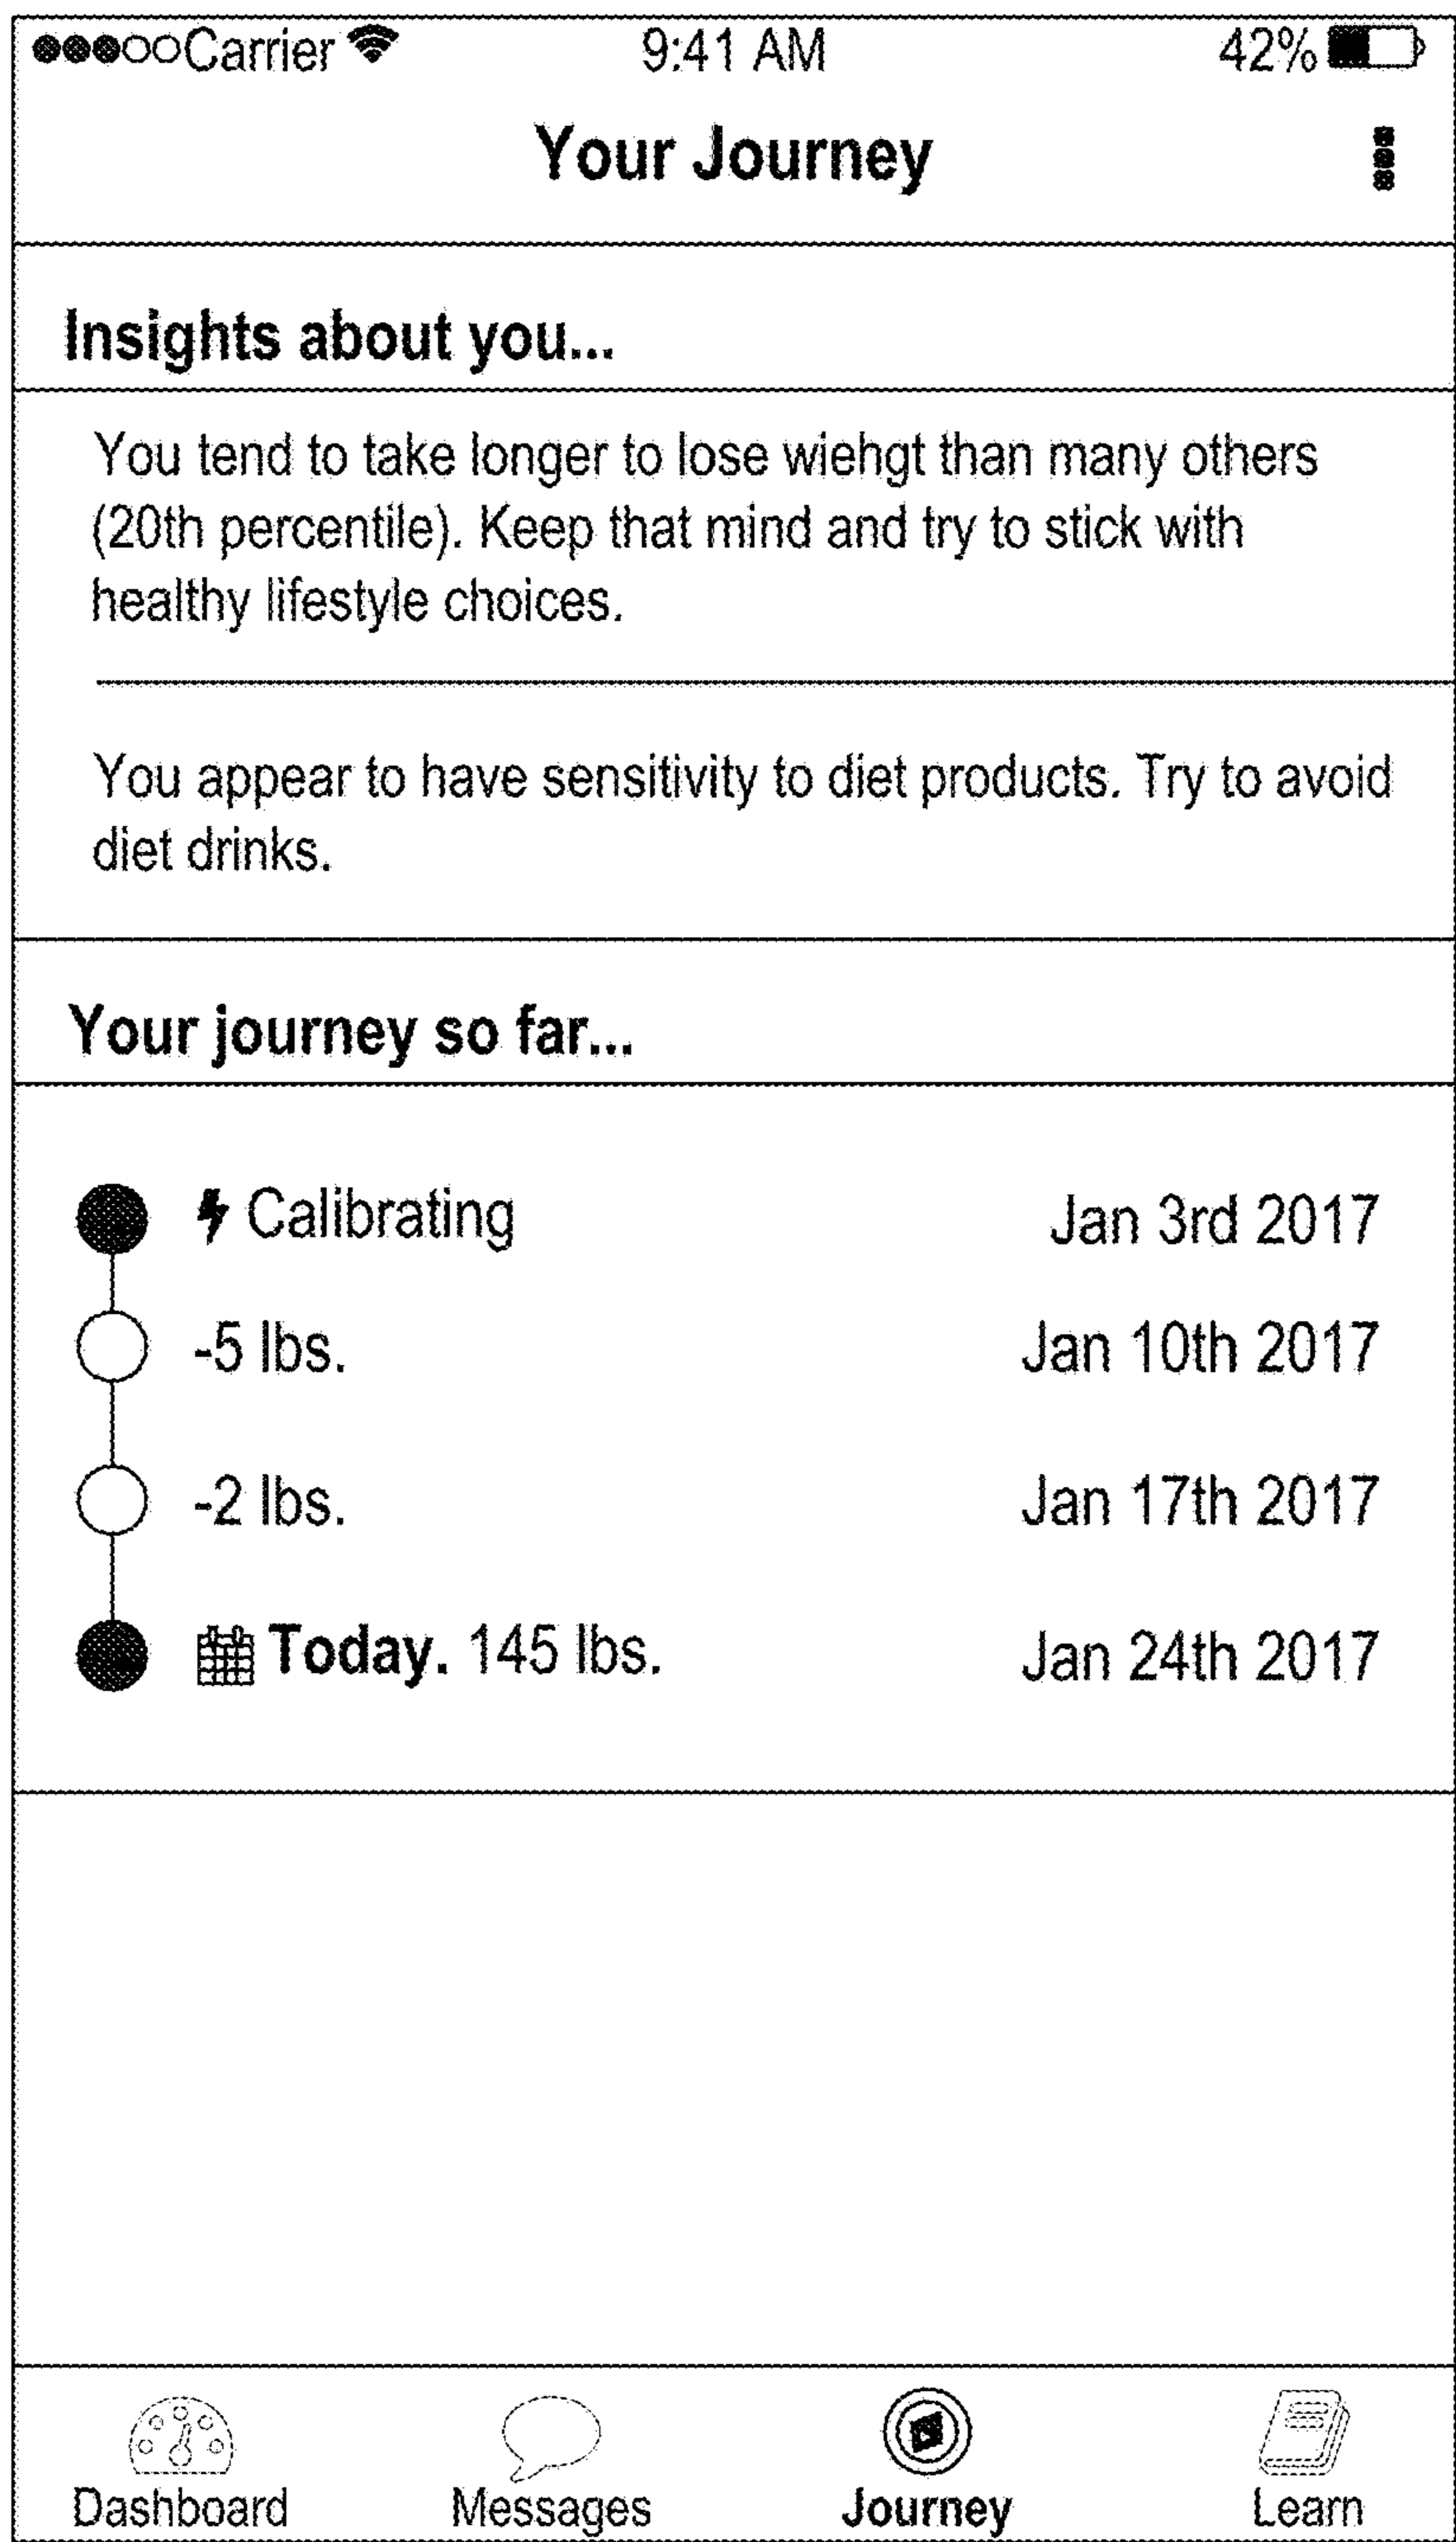 Carrier 9:41 AM 42%
Your Journey
Insights about you...
You tend to take longer to lose wiehgt than many others
(20th percentile). Keep that mind and try to stick with
healthy lifestyle choices.
You appear to have sensitivity to diet products. Try to avoid
diet drinks.
Your journey so far...
Calibrating Jan 3rd 2017
-5 lbs. Jan 10th 2017
-2 lbs. Jan 17th 2017
Today. 145 lbs. Jan 24th 2017
Dashboard Messages Journey Learn